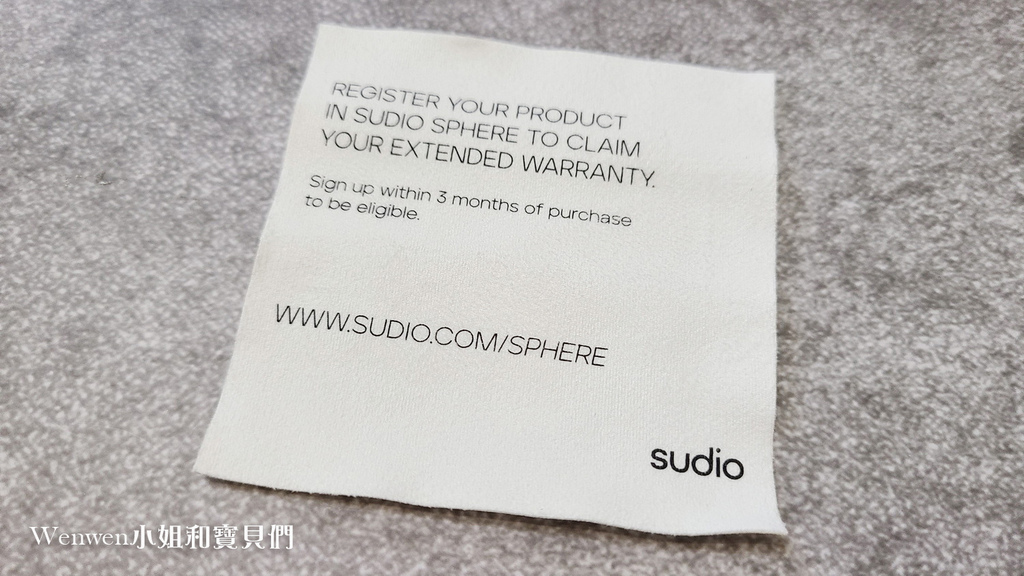 REGISTER YOUR PRODUCT
IN SUDIO SPHERE TO CLAIM
YOUR EXTENDED WARRANTY.
Sign up within 3 months of purchase
to be eligible.
WWW.SUDIO.COM/SPHERE
sudio
Wenwen小姐和寶貝們